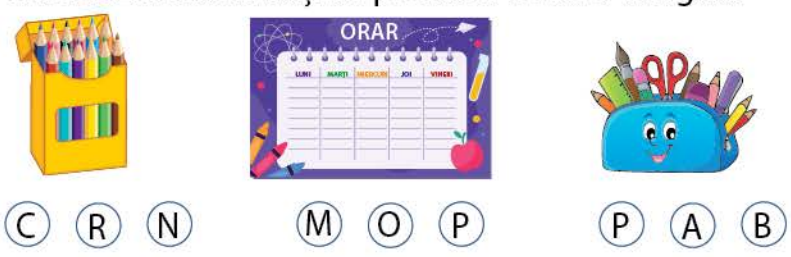 ORAR
LUNI MARȚI MIERCURI JOI VINERI
C R N M O P P A B